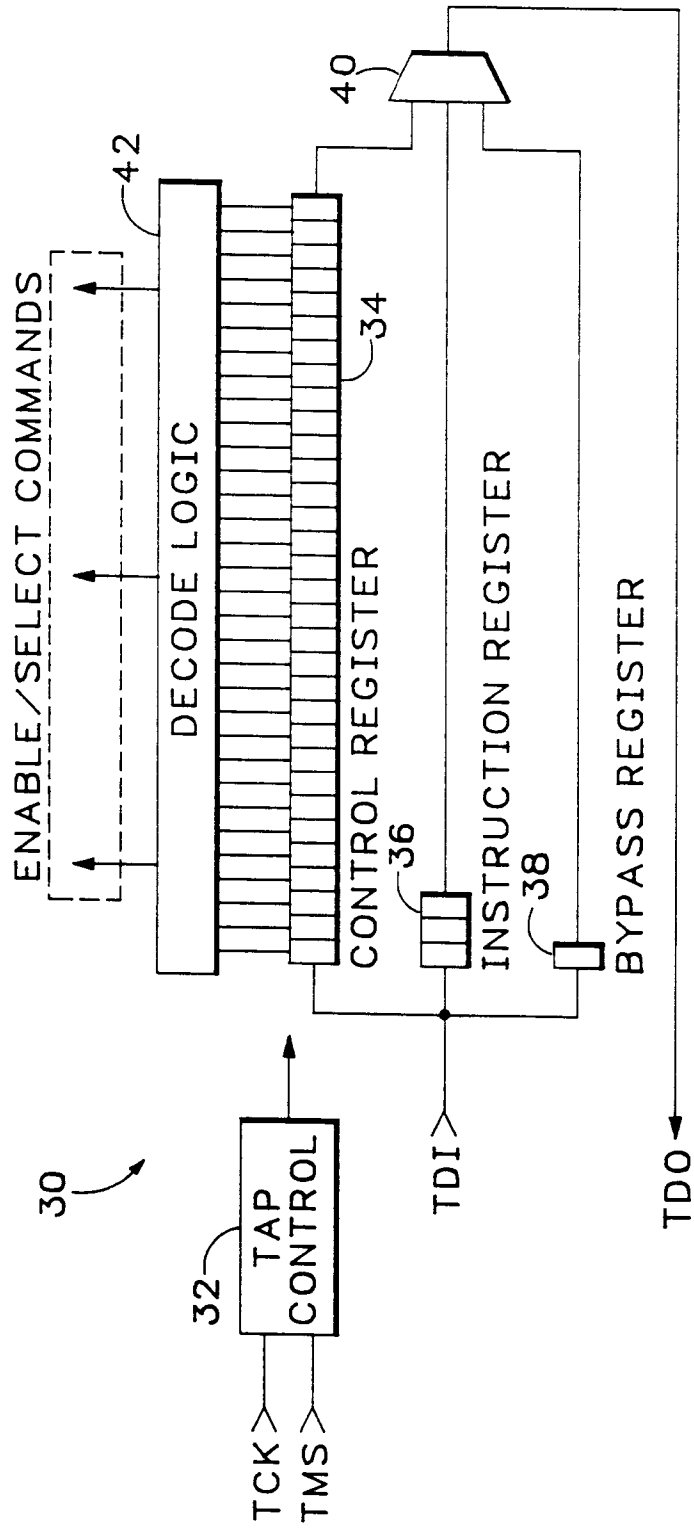 ENABLE/SELECT COMMANDS
42
DECODE LOGIC
30
32
TAP
CONTROL
TCK
TMS
34
CONTROL REGISTER
40
36
TDI
INSTRUCTION REGISTER
38
BYPASS REGISTER
TDO